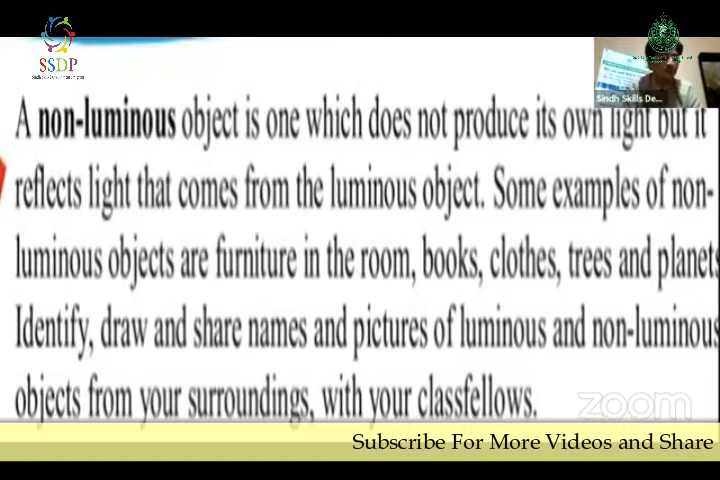 SSDP
Sindh Skills De...
A non-luminous object is one which does not produce its own light but it
reflects light that comes from the luminous object. Some examples of non-
luminous objects are furniture in the room, books, clothes, trees and planets
Identify, draw and share names and pictures of luminous and non-luminous
objects from your surroundings, with your classfellows.
zoom
Subscribe For More Videos and Share